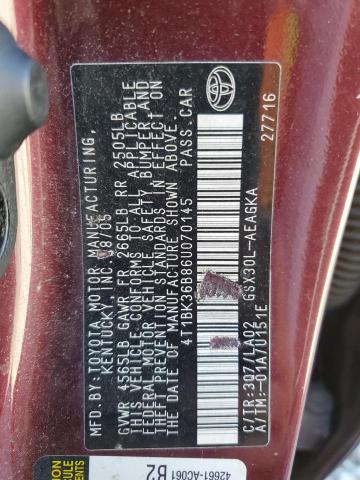 MFD. BY: TOYOTA MOTOR MANUFACTURING,
KENTUCKY, INC. 8/05
GVWR 4565LB GAWR FR 2665LB RR 2505LB
THIS VEHICLE CONFORMS TO ALL APPLICABLE
FEDERAL MOTOR VEHICLE SAFETY, BUMPER, AND
THEFT PREVENTION STANDARDS IN EFFECT ON
THE DATE OF MANUFACTURE SHOWN ABOVE.
4T1BK36B86U070145 PASS. CAR
C/TR: 3Q7/LA02 GSX30L-AEAGKA
A/TM: -01A/U151E 27716
42661-AC061
B2